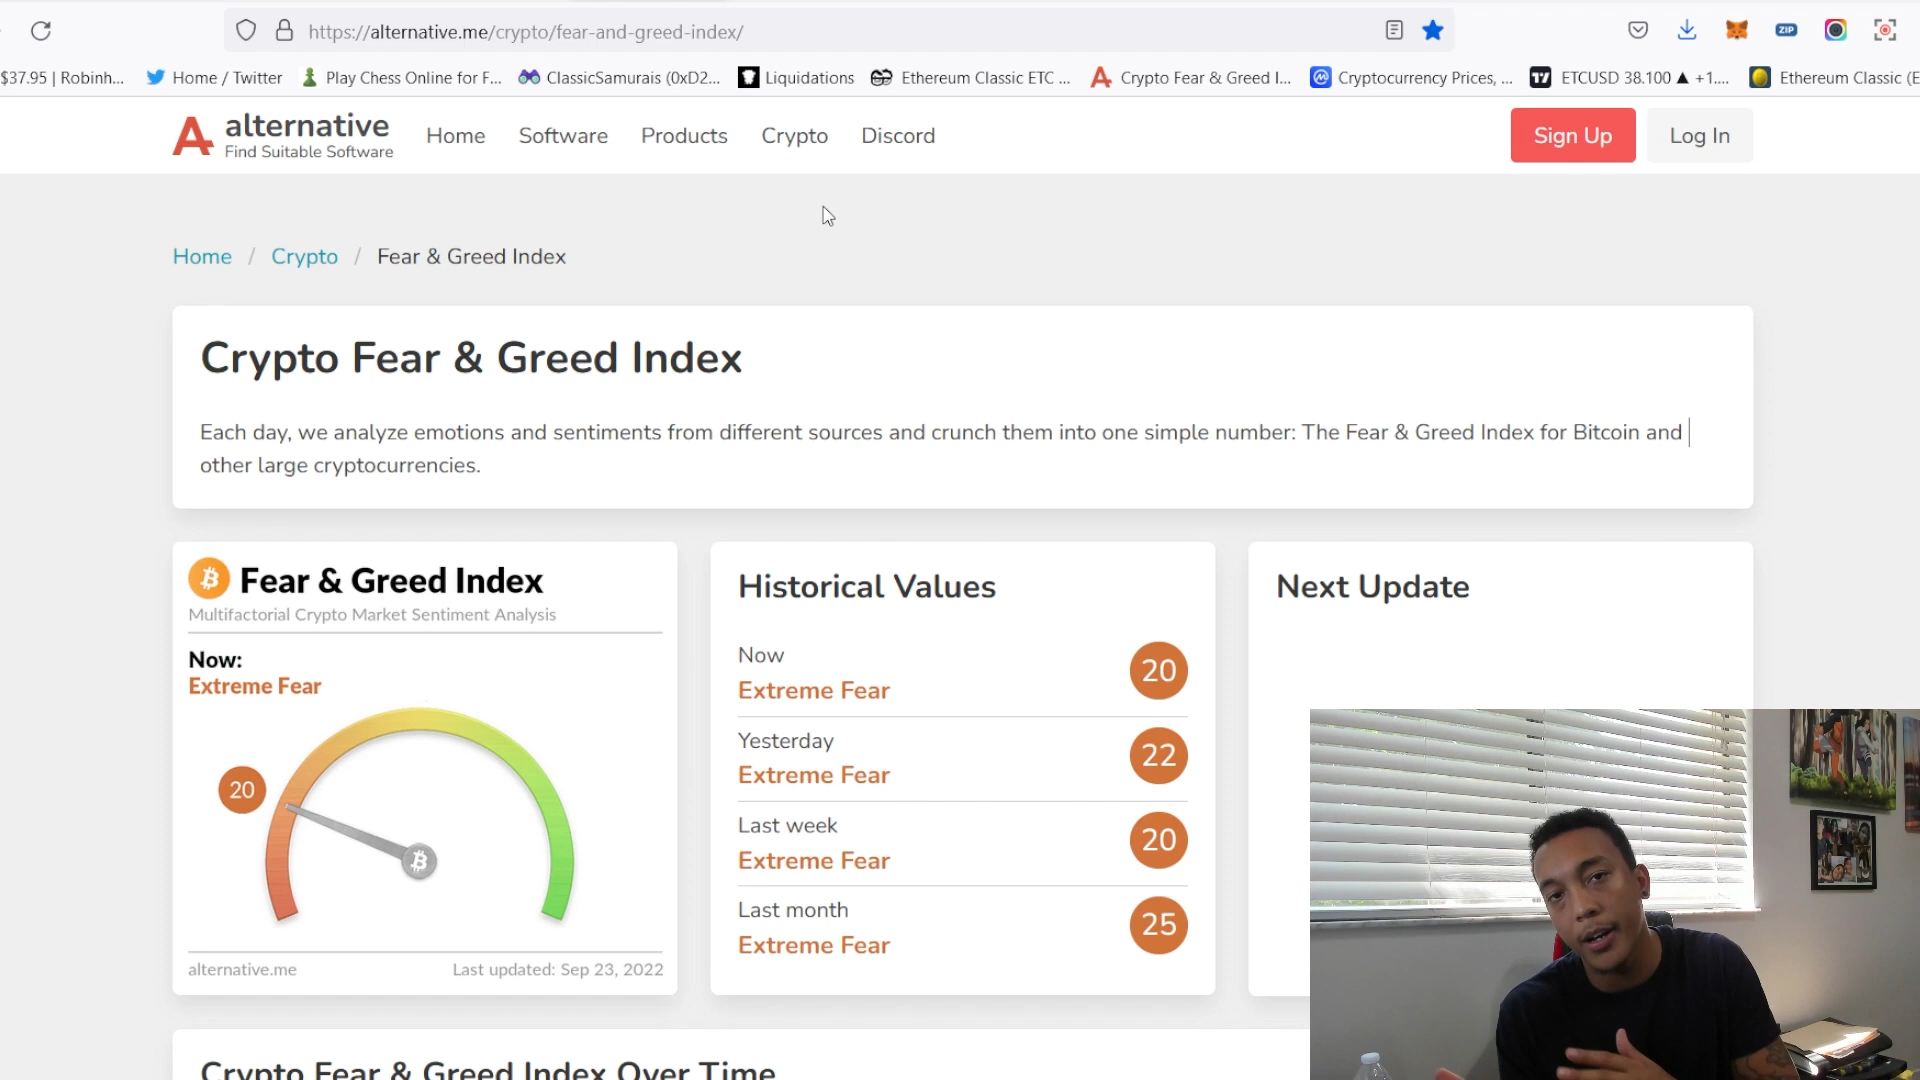 https://alternative.me/crypto/fear-and-greed-index/
ZIP
$37.95 | Robinh... Home / Twitter Play Chess Online for F... ClassicSamurais (0xD2... Liquidations Ethereum Classic ETC ... Crypto Fear & Greed I... Cryptocurrency Prices, ... ETCUSD 38.100 ▲ +1.... Ethereum Classic (E
alternative
Find Suitable Software
Home Software Products Crypto Discord Sign Up Log In
Home / Crypto / Fear & Greed Index
Crypto Fear & Greed Index
Each day, we analyze emotions and sentiments from different sources and crunch them into one simple number: The Fear & Greed Index for Bitcoin and
other large cryptocurrencies.
Fear & Greed Index
Multifactorial Crypto Market Sentiment Analysis
Now:
Extreme Fear
20
alternative.me Last updated: Sep 23, 2022
Historical Values
Now
Extreme Fear 20
Yesterday
Extreme Fear 22
Last week
Extreme Fear 20
Last month
Extreme Fear 25
Next Update
Crypto Fear & Greed Index Over Time